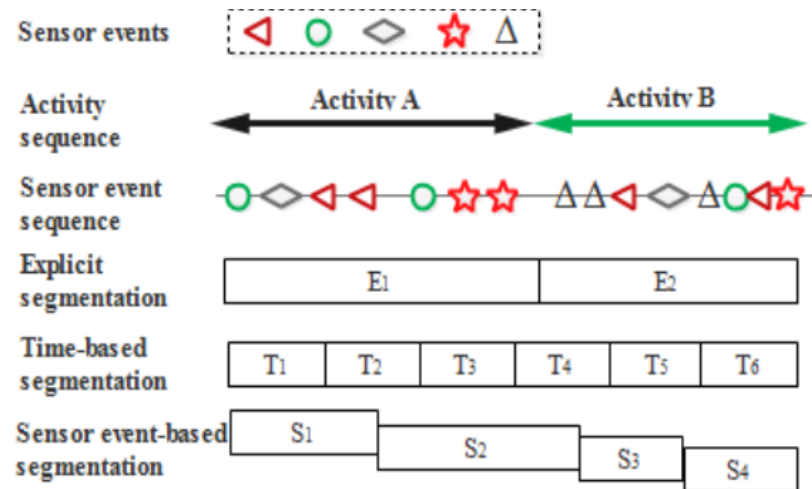 Sensor events
Activity
sequence
Activity A
Activity B
Sensor event
sequence
Explicit
segmentation
E1
E2
Time-based
segmentation
T1
T2
T3
T4
T5
T6
Sensor event-based
segmentation
S1
S2
S3
S4